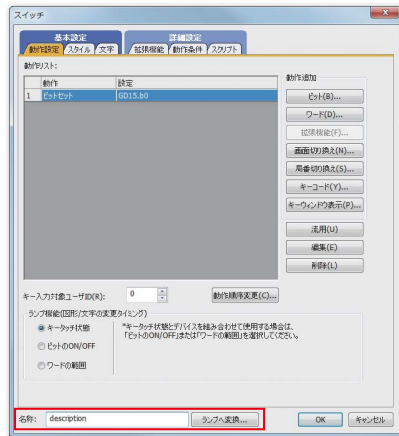 スイッチ
基本設定
詳細設定
動作設定 スタイル 文字 拡張機能 動作条件 スクリプト
動作リスト:
動作 設定
1 ビットセット GD15.b0
動作追加
ビット(B)...
ワード(D)...
拡張機能(F)...
画面切り換え(N)...
局番切り換え(S)...
キーコード(Y)...
キーウィンドウ表示(P)...
流用(U)
編集(E)
削除(L)
キー入力対象ユーザID(R): 0 動作順序変更(C)...
ランプ機能(図形/文字の変更タイミング)
キータッチ状態
*キータッチ状態とデバイスを組み合わせて使用する場合は、
「ビットのON/OFF」または「ワードの範囲」を選択してください。
ビットのON/OFF
ワードの範囲
名称: description ランプへ変換... OK キャンセル